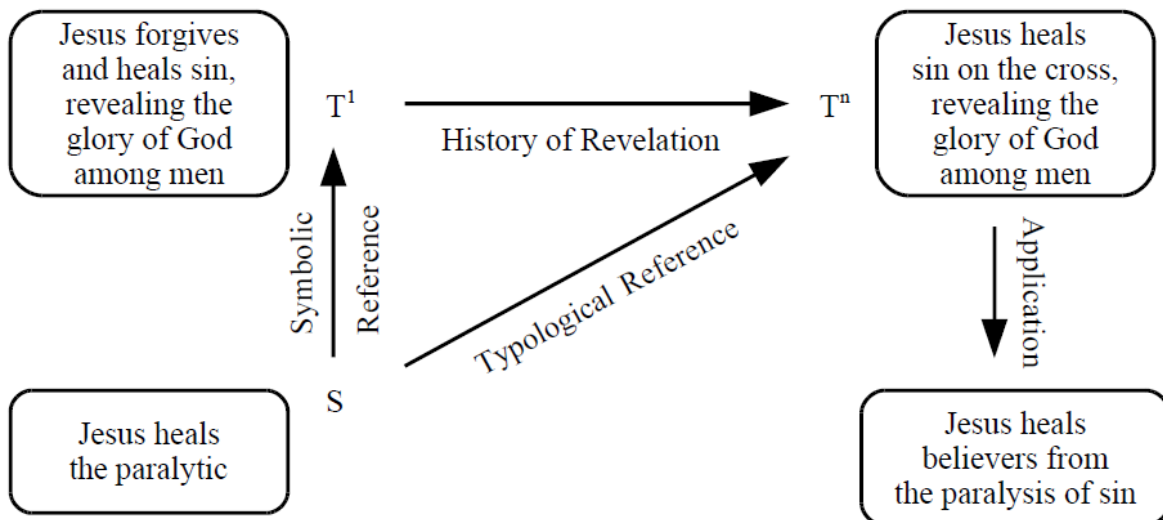 Jesus forgives
and heals sin,
revealing the
glory of God
among men
T¹
History of Revelation
Tⁿ
Jesus heals
sin on the cross,
revealing the
glory of God
among men
Symbolic
Reference
Typological Reference
Application
S
Jesus heals
the paralytic
Jesus heals
believers from
the paralysis of sin